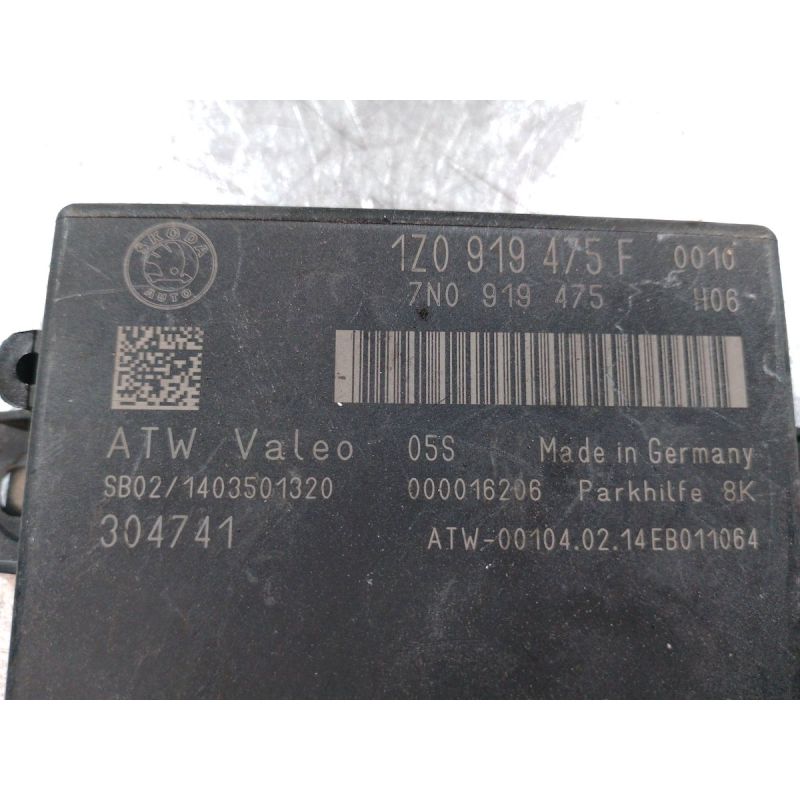 ŠKODA
AUTO
1Z0 919 475 F 0010
7N0 919 475 H06
ATW Valeo 05S Made in Germany
SB02/1403501320 000016206 Parkhilfe 8K
304741 ATW-00104.02.14EB011064